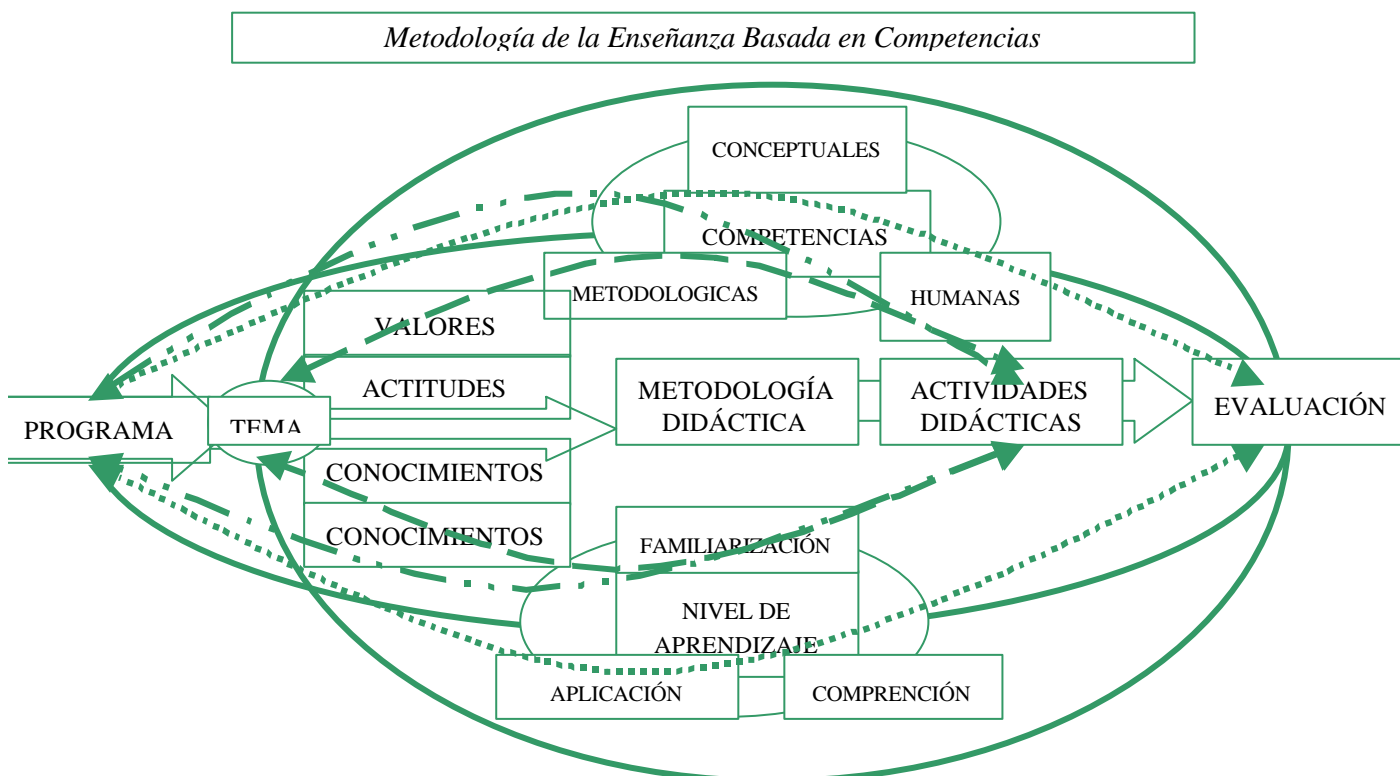 Metodología de la Enseñanza Basada en Competencias
CONCEPTUALES
COMPETENCIAS
METODOLOGICAS
HUMANAS
VALORES
ACTITUDES
PROGRAMA
TEMA
METODOLOGÍA
DIDÁCTICA
ACTIVIDADES
DIDÁCTICAS
EVALUACIÓN
CONOCIMIENTOS
CONOCIMIENTOS
FAMILIARIZACIÓN
NIVEL DE
APRENDIZAJE
APLICACIÓN
COMPRENCIÓN